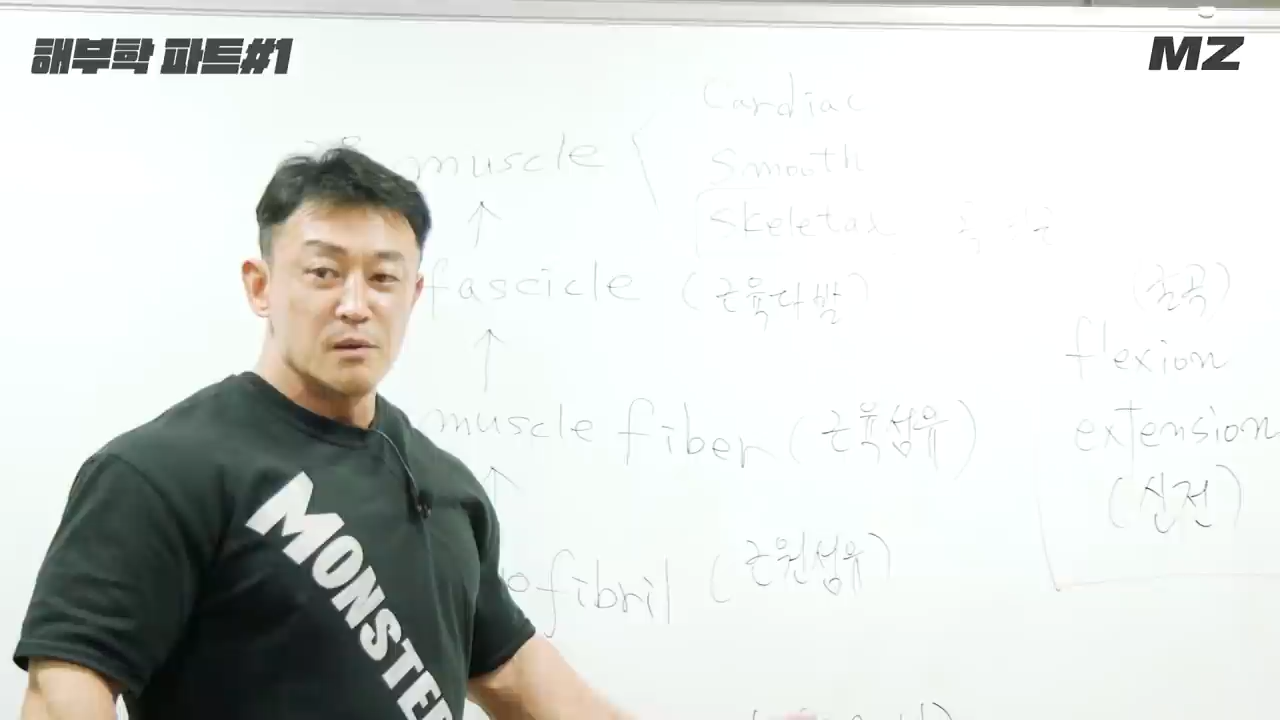 해부학 파트#1
MZ
Cardiac
muscle
Smooth
Skeletal
fascicle (근육다발)
(굴곡)
flexion
muscle fiber (근육섬유)
extension
(신전)
ofibril (근원섬유)
MONSTER